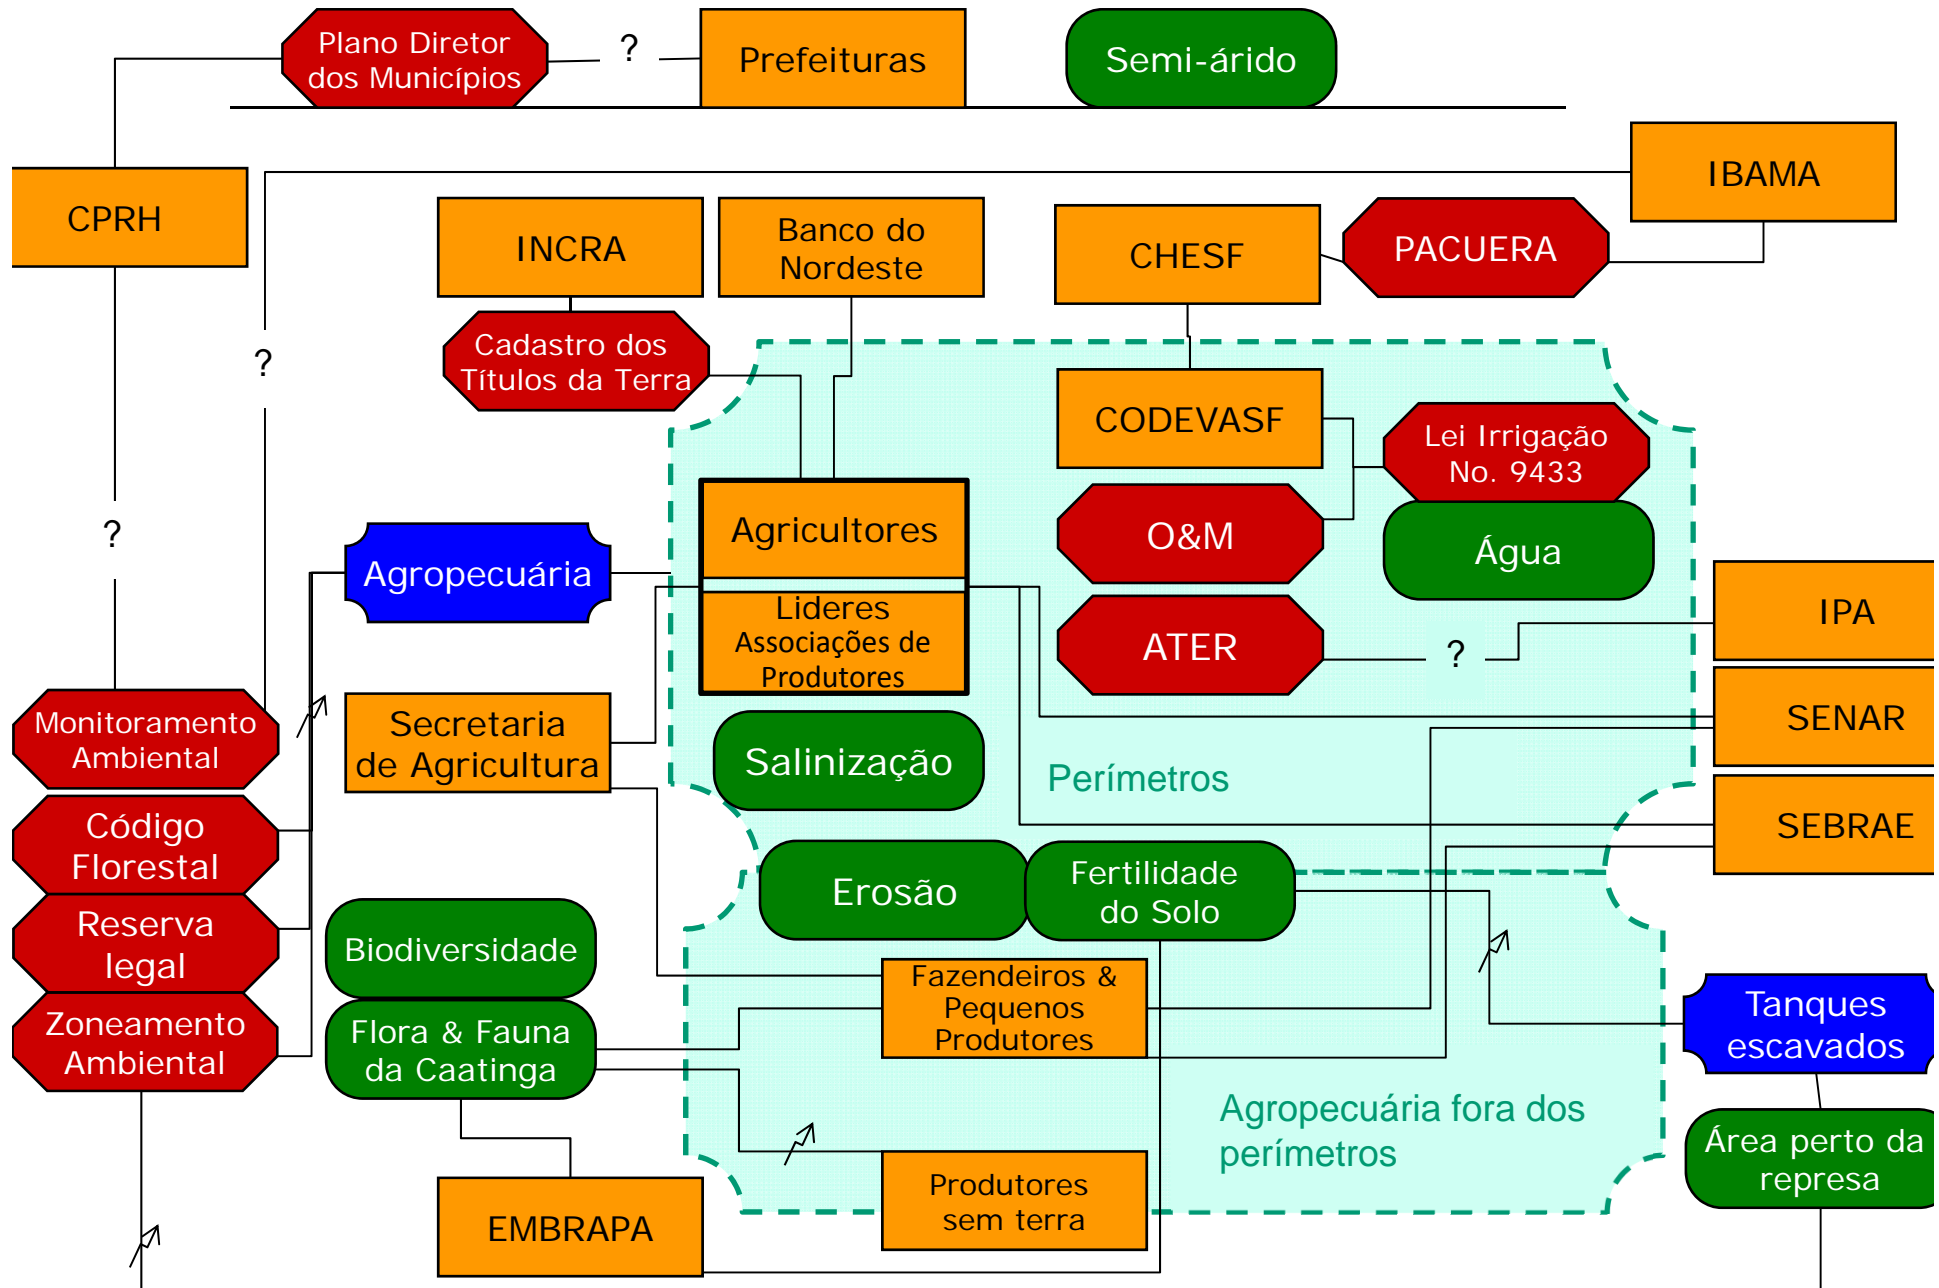 Plano Diretor
dos Municípios
?
Prefeituras
Semi-árido
IBAMA
CPRH
INCRA
Banco do
Nordeste
CHESF
PACUERA
?
Cadastro dos
Títulos da Terra
CODEVASF
Lei Irrigação
No. 9433
?
Agropecuária
Agricultores
O&M
Água
Lideres
Associações de
Produtores
ATER
?
IPA
Monitoramento
Ambiental
Secretaria
de Agricultura
Salinização
Perímetros
SENAR
SEBRAE
Código
Florestal
Erosão
Fertilidade
do Solo
Reserva
legal
Biodiversidade
Fazendeiros &
Pequenos
Produtores
Zoneamento
Ambiental
Flora & Fauna
da Caatinga
Tanques
escavados
Agropecuária fora dos
perímetros
Área perto da
represa
EMBRAPA
Produtores
sem terra